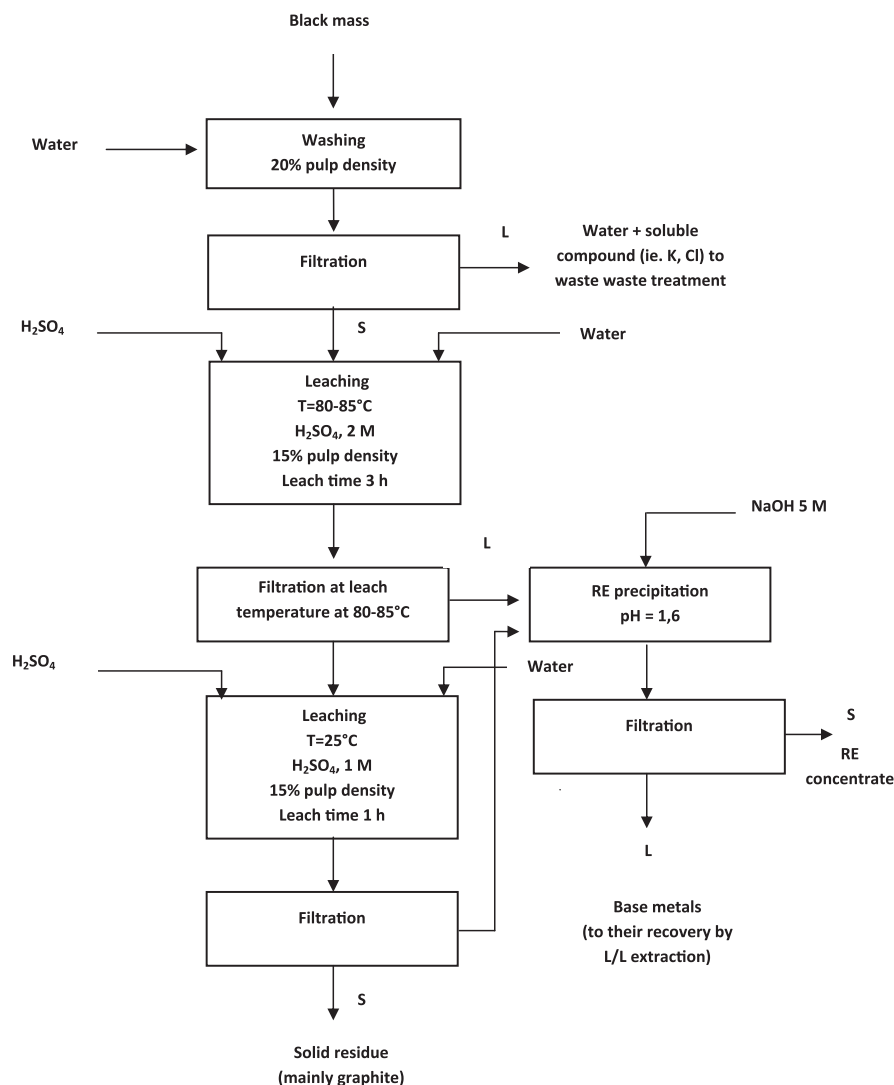 Black mass
Water
Washing
20% pulp density
Filtration
L
Water + soluble
compound (ie. K, Cl) to
waste waste treatment
H₂SO₄
S
Water
Leaching
T=80-85°C
H₂SO₄, 2 M
15% pulp density
Leach time 3 h
NaOH 5 M
L
Filtration at leach
temperature at 80-85°C
RE precipitation
pH = 1,6
H₂SO₄
Water
Leaching
T=25°C
H₂SO₄, 1 M
15% pulp density
Leach time 1 h
Filtration
S
RE
concentrate
L
Filtration
Base metals
(to their recovery by
L/L extraction)
S
Solid residue
(mainly graphite)